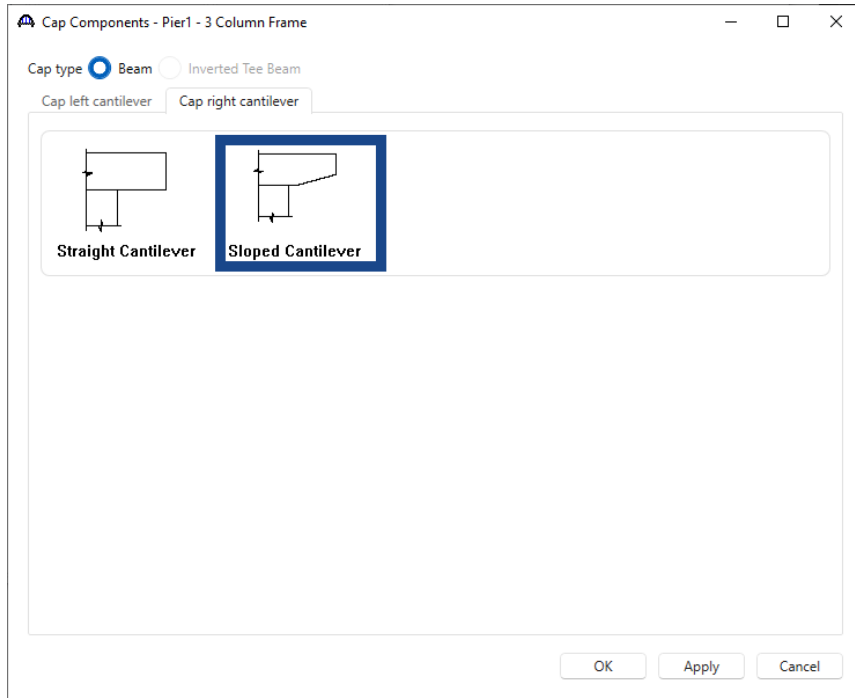 Cap Components - Pier1 - 3 Column Frame
Cap type Beam Inverted Tee Beam
Cap left cantilever Cap right cantilever
Straight Cantilever Sloped Cantilever
OK Apply Cancel